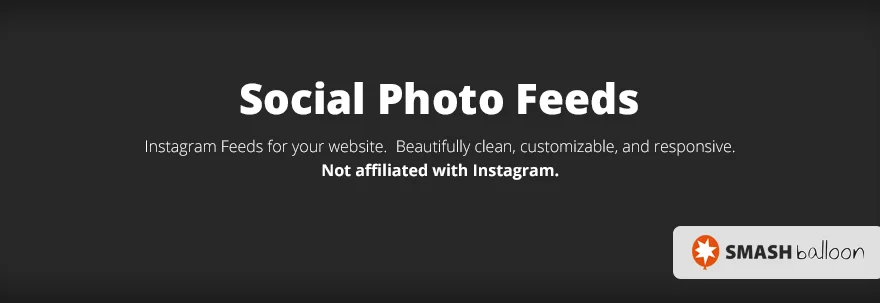 Social Photo Feeds
Instagram Feeds for your website.  Beautifully clean, customizable, and responsive.
Not affiliated with Instagram.
SMASH balloon